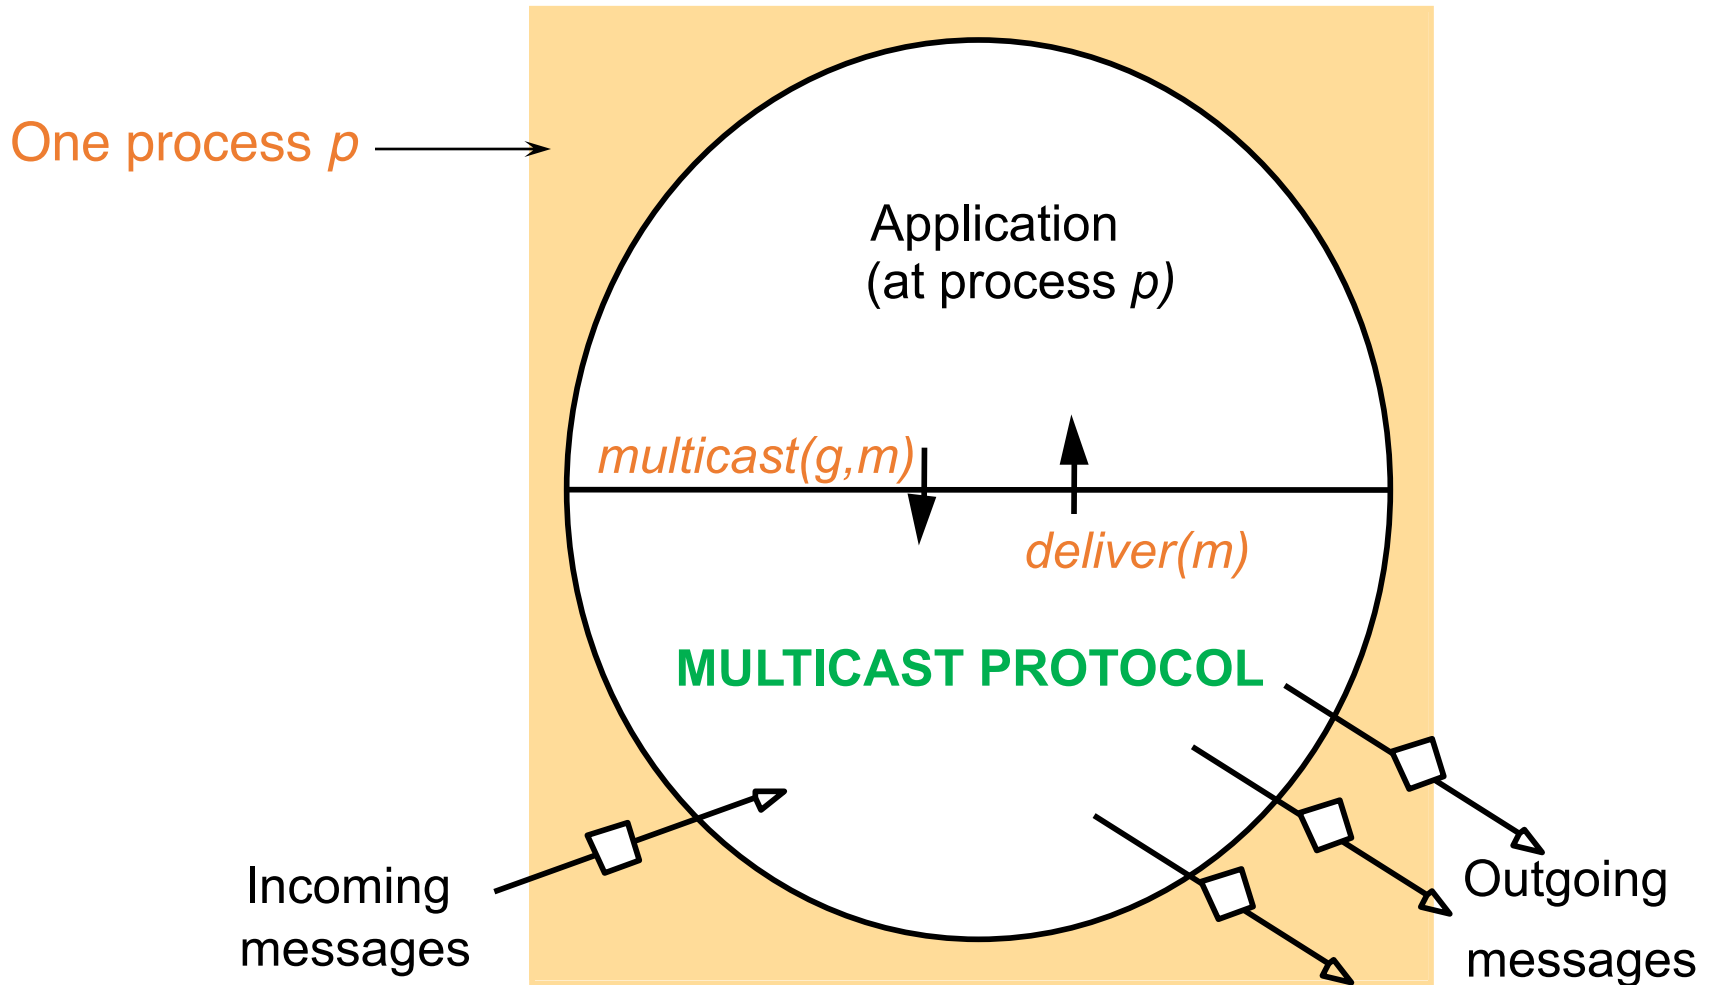 One process p
Application
(at process p)
multicast(g,m)
deliver(m)
MULTICAST PROTOCOL
Incoming
messages
Outgoing
messages